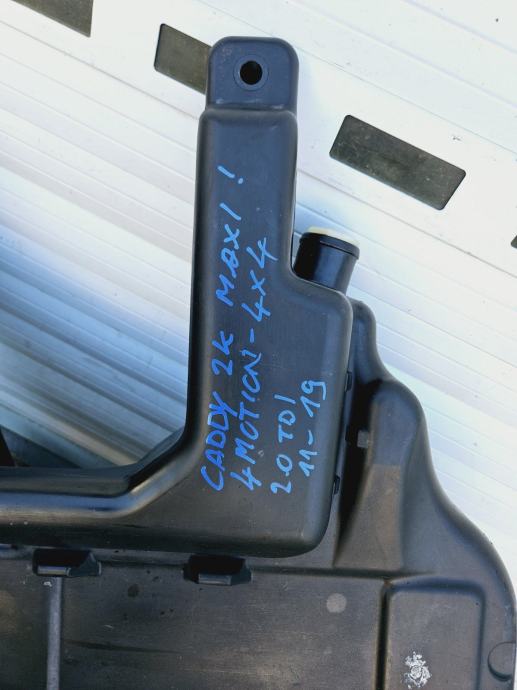 CADDY 2K MAXI!
4MOTION-4x4
2.0 TDI
11-19